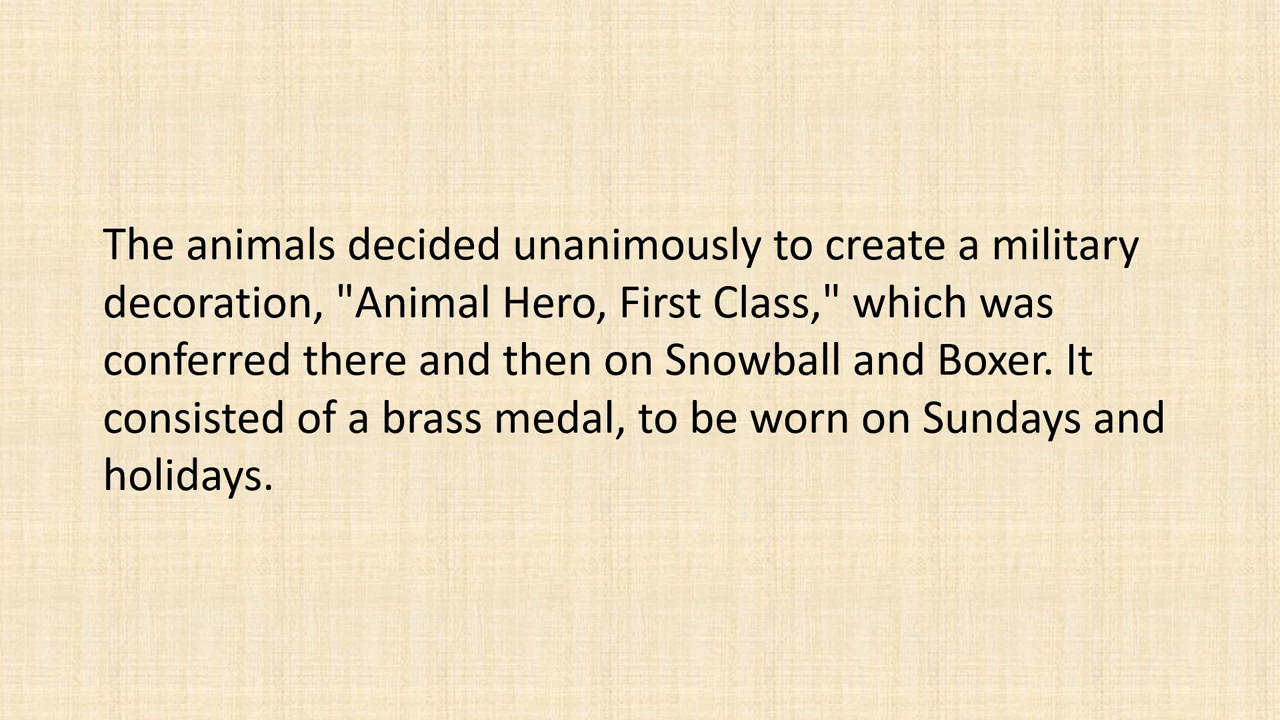 The animals decided unanimously to create a military
decoration, "Animal Hero, First Class," which was
conferred there and then on Snowball and Boxer. It
consisted of a brass medal, to be worn on Sundays and
holidays.